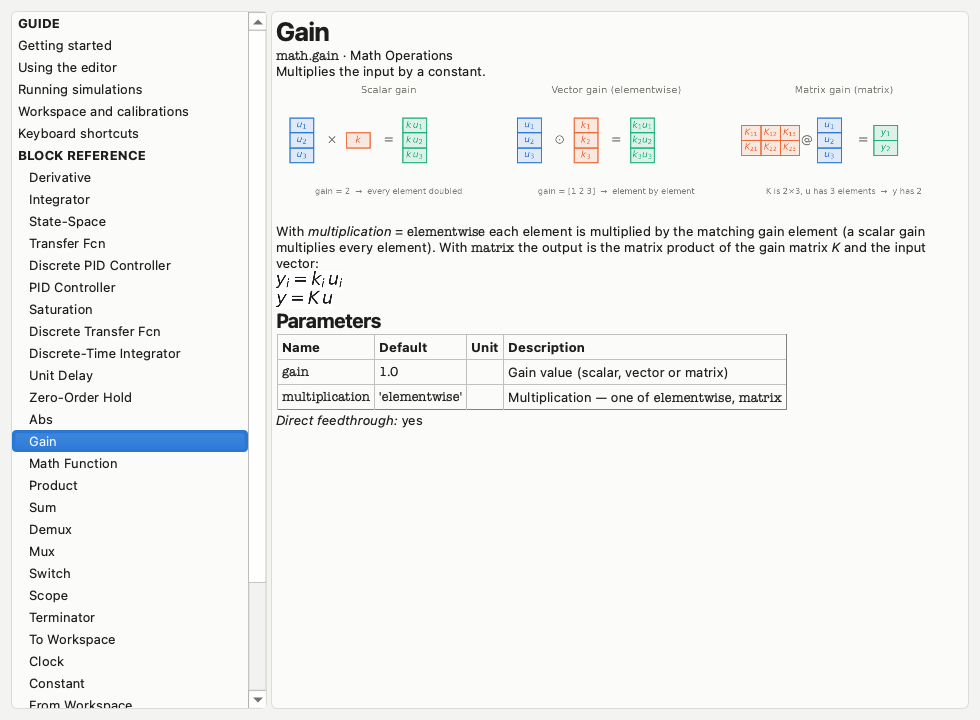 GUIDE
Getting started
Using the editor
Running simulations
Workspace and calibrations
Keyboard shortcuts
BLOCK REFERENCE
Derivative
Integrator
State-Space
Transfer Fcn
Discrete PID Controller
PID Controller
Saturation
Discrete Transfer Fcn
Discrete-Time Integrator
Unit Delay
Zero-Order Hold
Abs
Gain
Math Function
Product
Sum
Demux
Mux
Switch
Scope
Terminator
To Workspace
Clock
Constant
From Workspace
Gain
math.gain · Math Operations
Multiplies the input by a constant.
Scalar gain
u₁
u₂
u₃
×
k
=
k u₁
k u₂
k u₃
gain = 2 → every element doubled
Vector gain (elementwise)
u₁
u₂
u₃
⊙
k₁
k₂
k₃
=
k₁u₁
k₂u₂
k₃u₃
gain = [1 2 3] → element by element
Matrix gain (matrix)
K₁₁ K₁₂ K₁₃
K₂₁ K₂₂ K₂₃
@
u₁
u₂
u₃
=
y₁
y₂
K is 2×3, u has 3 elements → y has 2
With multiplication = elementwise each element is multiplied by the matching gain element (a scalar gain
multiplies every element). With matrix the output is the matrix product of the gain matrix K and the input
vector:
yᵢ = kᵢ uᵢ
y = K u
Parameters
Name Default Unit Description
gain 1.0 Gain value (scalar, vector or matrix)
multiplication 'elementwise' Multiplication — one of elementwise, matrix
Direct feedthrough: yes